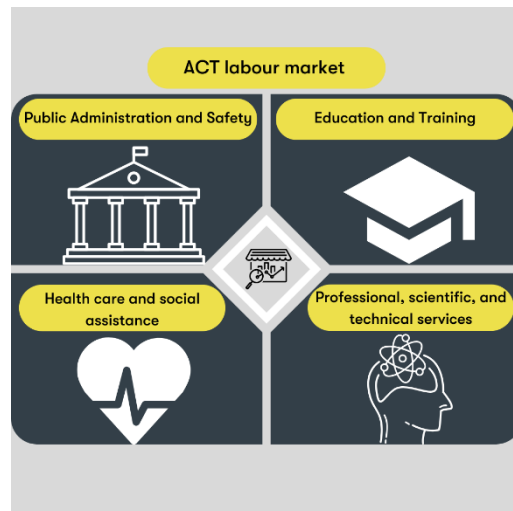 ACT labour market
Public Administration and Safety
Education and Training
Health care and social
assistance
Professional, scientific, and
technical services